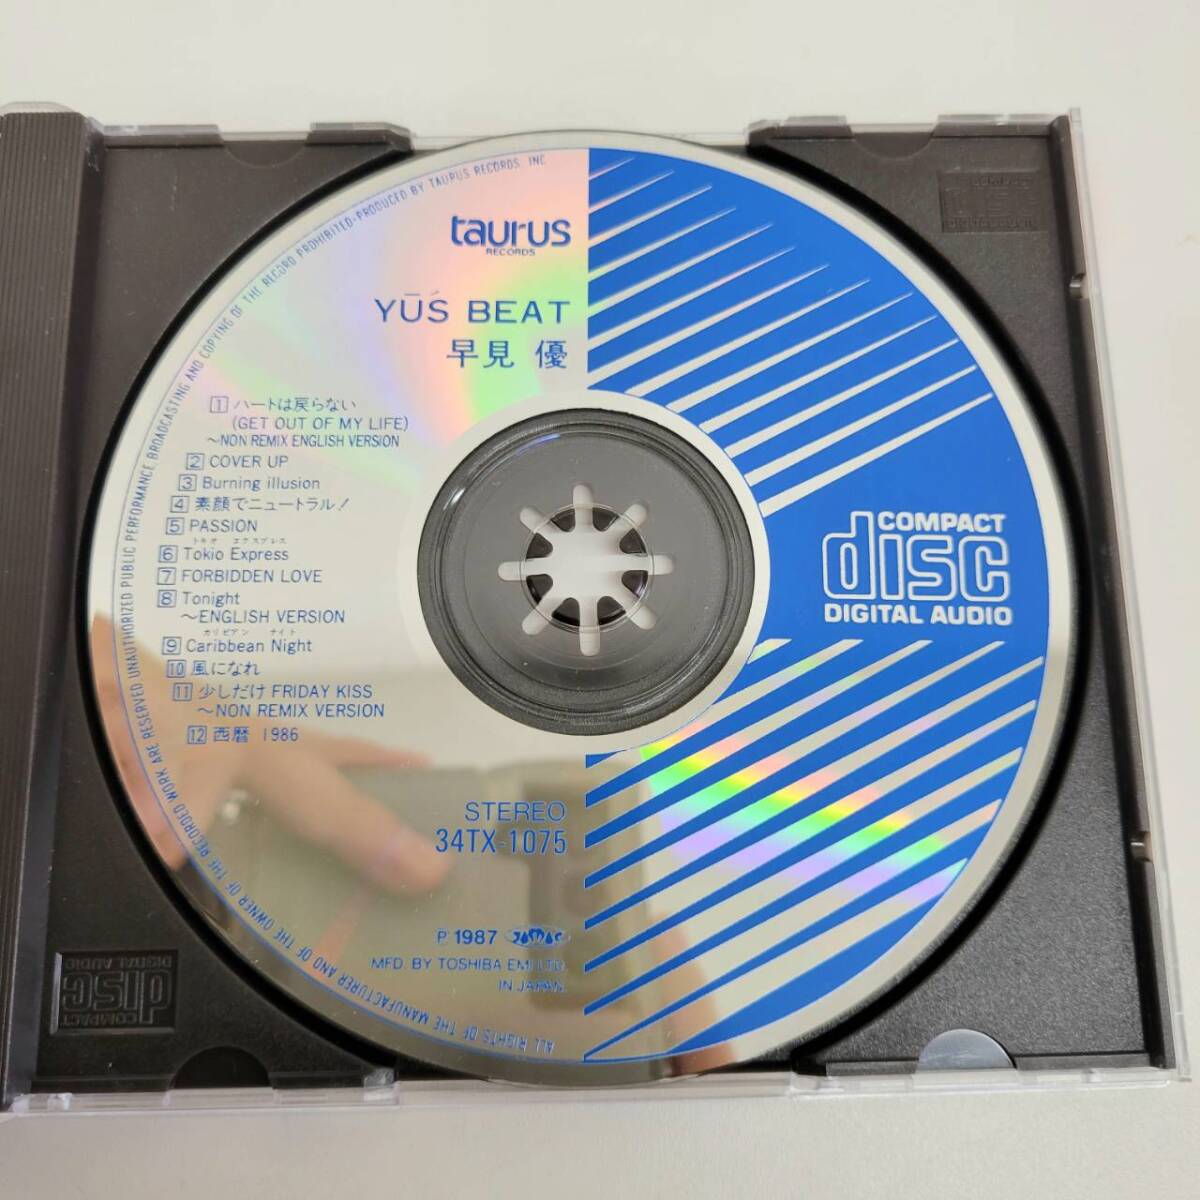 taurus
RECORDS
YŪS BEAT
早見 優
1 ハートは戻らない
(GET OUT OF MY LIFE)
～NON REMIX ENGLISH VERSION
2 COVER UP
3 Burning illusion
4 素顔でニュートラル!
5 PASSION
トキオ エクスプレス
6 Tokio Express
7 FORBIDDEN LOVE
8 Tonight
～ENGLISH VERSION
カリビアン ナイト
9 Caribbean Night
10 風になれ
11 少しだけ FRIDAY KISS
～NON REMIX VERSION
12 西暦 1986
STEREO
34TX-1075
℗ 1987 JASRAC
MFD. BY TOSHIBA EMI LTD.
IN JAPAN.
COMPACT
disc
DIGITAL AUDIO
ALL RIGHTS OF THE MANUFACTURER AND OF THE OWNER OF THE RECORDED WORK ARE RESERVED UNAUTHORIZED PUBLIC PERFORMANCE BROADCASTING AND COPYING OF THE RECORD PROHIBITED-PRODUCED BY TAURUS RECORDS. INC
COMPACT
disc
DIGITAL AUDIO